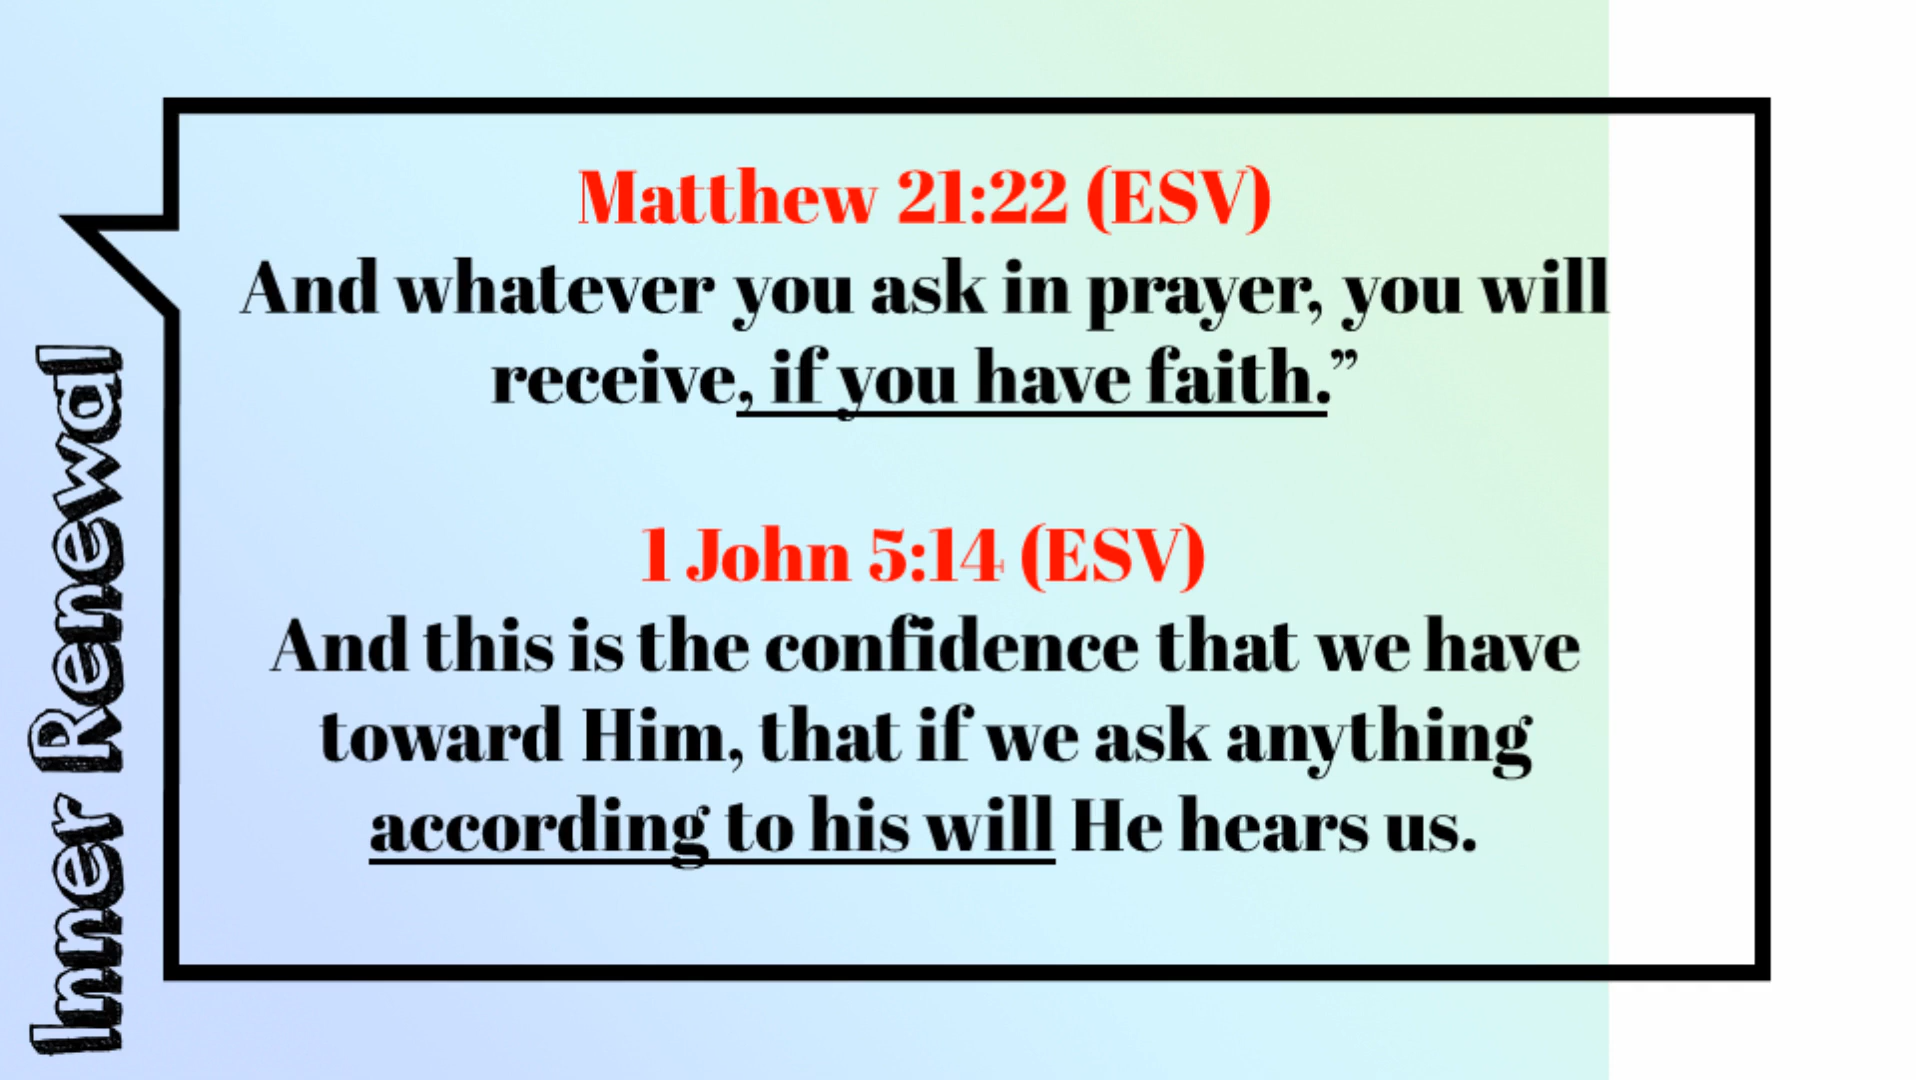 Matthew 21:22 (ESV)
And whatever you ask in prayer, you will
receive, if you have faith.”
1 John 5:14 (ESV)
And this is the confidence that we have
toward Him, that if we ask anything
according to his will He hears us.
Inner Renewal